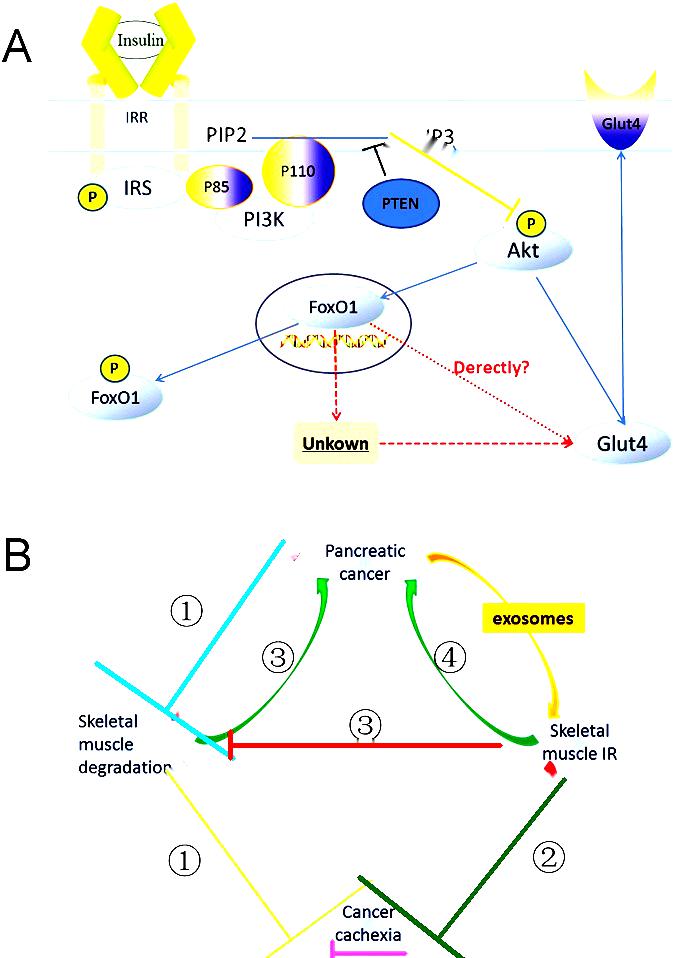 A
Insulin
IRR
PIP2
P110
P85
IRS
P
PI3K
PTEN
P
Akt
Glut4
FoxO1
P
FoxO1
Derectly?
Unkown
Glut4
B
Pancreatic
cancer
①
exosomes
③
④
③
Skeletal
muscle
degradation
Skeletal
muscle IR
①
②
Cancer
cachexia